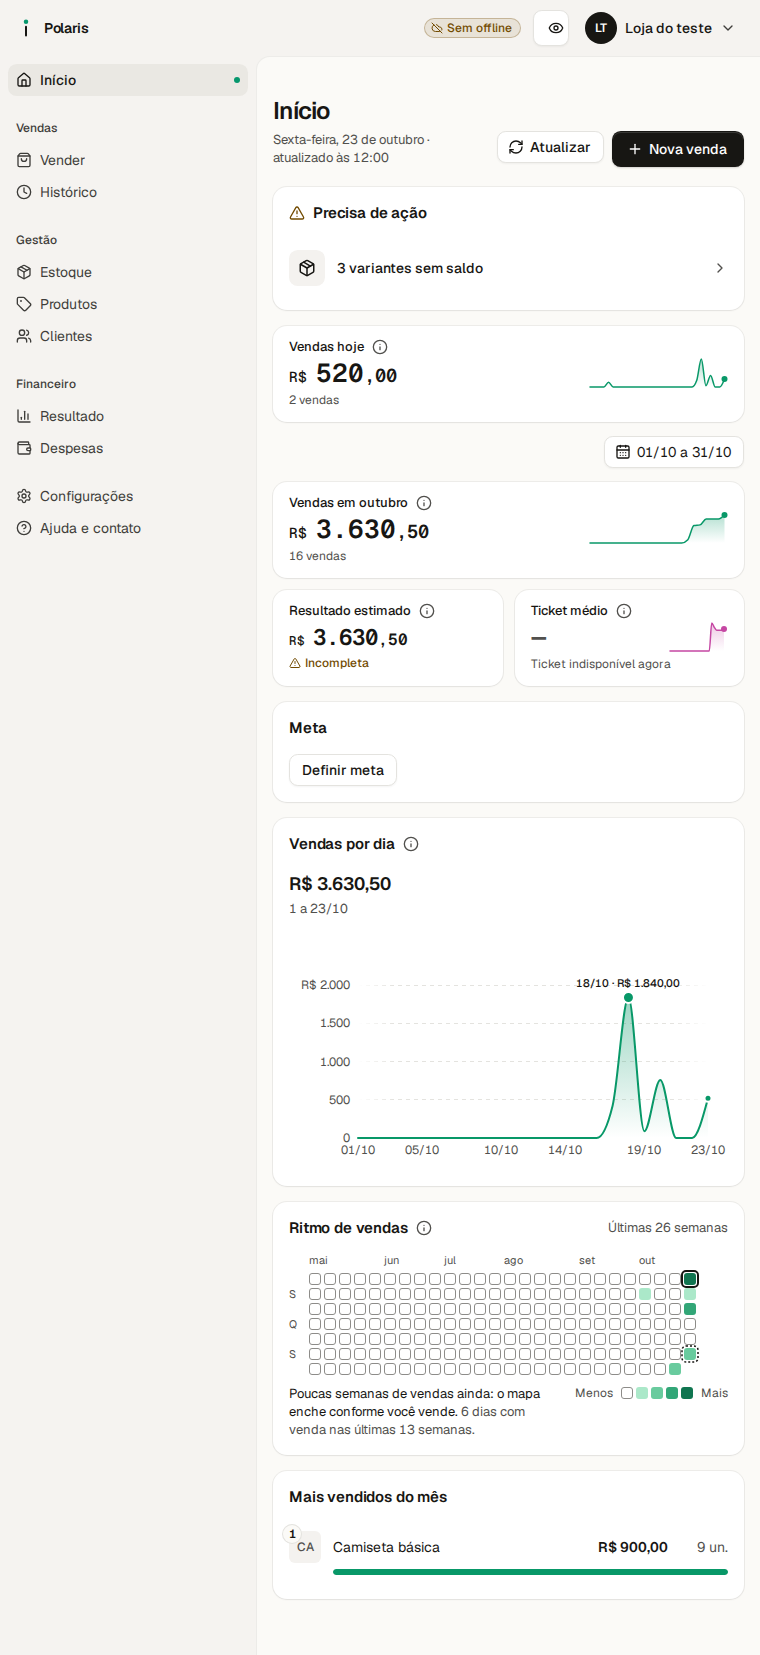 Polaris
Sem offline
LT
Loja do teste
Início
Vendas
Vender
Histórico
Gestão
Estoque
Produtos
Clientes
Financeiro
Resultado
Despesas
Configurações
Ajuda e contato
Início
Sexta-feira, 23 de outubro ·
atualizado às 12:00
Atualizar
Nova venda
Precisa de ação
3 variantes sem saldo
Vendas hoje
R$ 520,00
2 vendas
01/10 a 31/10
Vendas em outubro
R$ 3.630,50
16 vendas
Resultado estimado
R$ 3.630,50
Incompleta
Ticket médio
—
Ticket indisponível agora
Meta
Definir meta
Vendas por dia
R$ 3.630,50
1 a 23/10
18/10 · R$ 1.840,00
R$ 2.000
1.500
1.000
500
0
01/10 05/10 10/10 14/10 19/10 23/10
Ritmo de vendas
Últimas 26 semanas
mai jun jul ago set out
S
Q
S
Poucas semanas de vendas ainda: o mapa
enche conforme você vende. 6 dias com
venda nas últimas 13 semanas.
Menos Mais
Mais vendidos do mês
1
CA
Camiseta básica R$ 900,00 9 un.